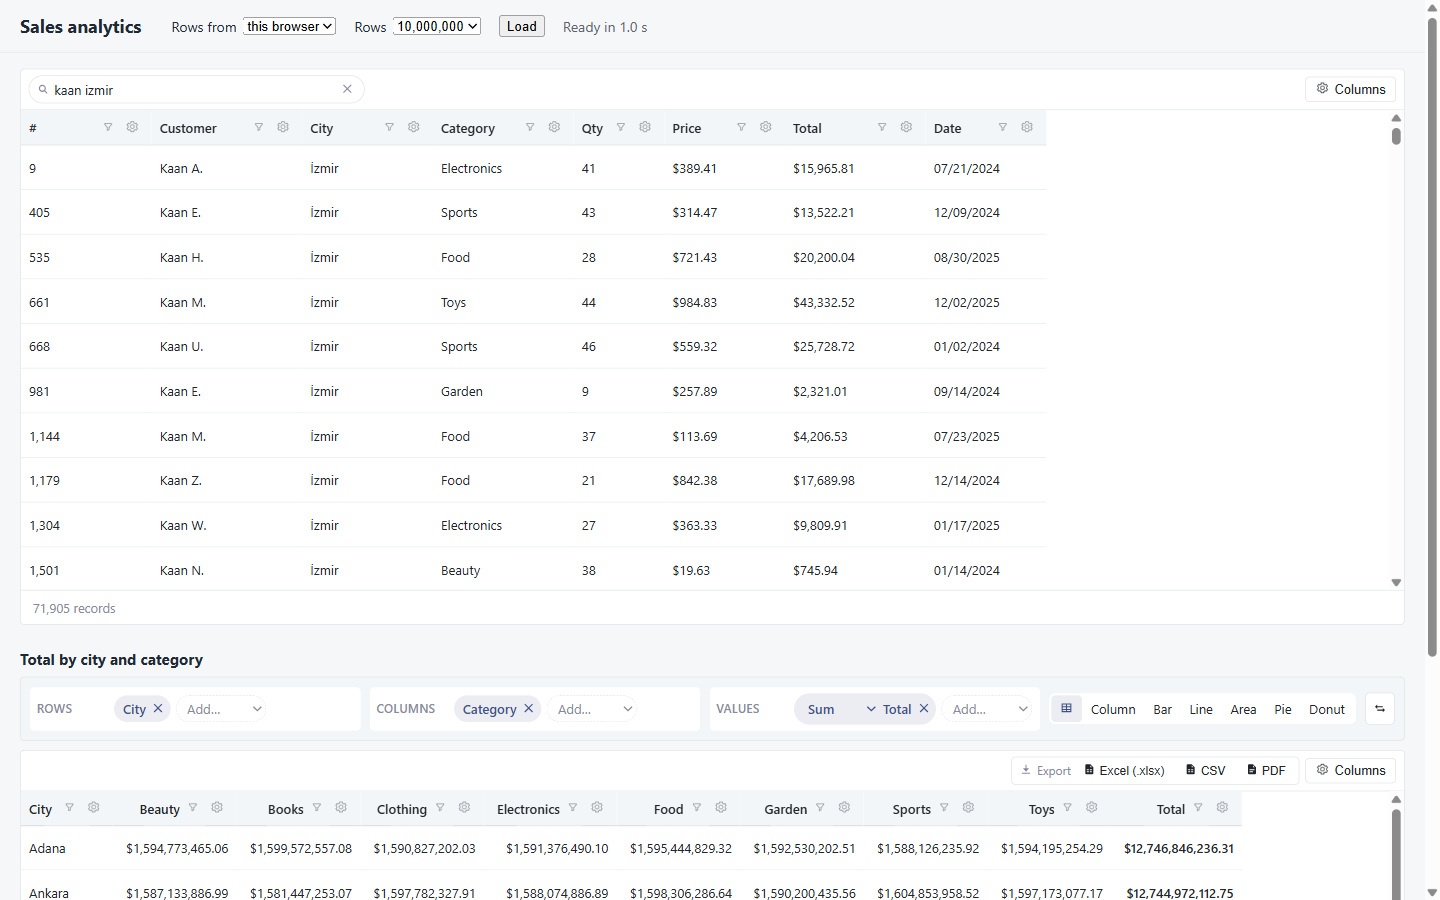 Sales analytics Rows from this browser Rows 10,000,000 Load Ready in 1.0 s
kaan izmir Columns
# Customer City Category Qty Price Total Date
9 Kaan A. İzmir Electronics 41 $389.41 $15,965.81 07/21/2024
405 Kaan E. İzmir Sports 43 $314.47 $13,522.21 12/09/2024
535 Kaan H. İzmir Food 28 $721.43 $20,200.04 08/30/2025
661 Kaan M. İzmir Toys 44 $984.83 $43,332.52 12/02/2025
668 Kaan U. İzmir Sports 46 $559.32 $25,728.72 01/02/2024
981 Kaan E. İzmir Garden 9 $257.89 $2,321.01 09/14/2024
1,144 Kaan M. İzmir Food 37 $113.69 $4,206.53 07/23/2025
1,179 Kaan Z. İzmir Food 21 $842.38 $17,689.98 12/14/2024
1,304 Kaan W. İzmir Electronics 27 $363.33 $9,809.91 01/17/2025
1,501 Kaan N. İzmir Beauty 38 $19.63 $745.94 01/14/2024
71,905 records
Total by city and category
ROWS City Add... COLUMNS Category Add... VALUES Sum Total Add... Column Bar Line Area Pie Donut
Export Excel (.xlsx) CSV PDF Columns
City Beauty Books Clothing Electronics Food Garden Sports Toys Total
Adana $1,594,773,465.06 $1,599,572,557.08 $1,590,827,202.03 $1,591,376,490.10 $1,595,444,829.32 $1,592,530,202.51 $1,588,126,235.92 $1,594,195,254.29 $12,746,846,236.31
Ankara $1,587,133,886.99 $1,581,447,253.07 $1,597,782,327.91 $1,588,074,886.89 $1,598,306,286.64 $1,590,200,435.56 $1,604,853,958.52 $1,597,173,077.17 $12,744,972,112.75